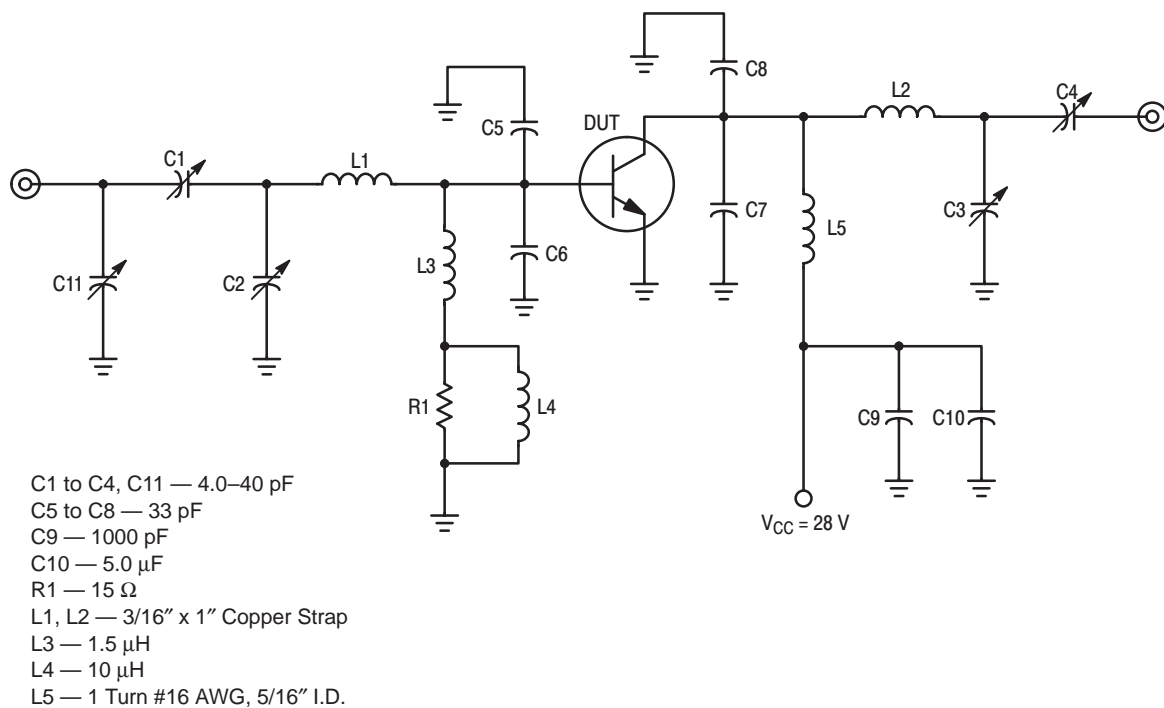 C8
L2
C4
C5
DUT
C1
L1
C7
C3
L5
C6
L3
C11
C2
R1
L4
C9
C10
C1 to C4, C11 — 4.0–40 pF
C5 to C8 — 33 pF
C9 — 1000 pF
C10 — 5.0 μF
R1 — 15 Ω
L1, L2 — 3/16″ x 1″ Copper Strap
L3 — 1.5 μH
L4 — 10 μH
L5 — 1 Turn #16 AWG, 5/16″ I.D.
VCC = 28 V